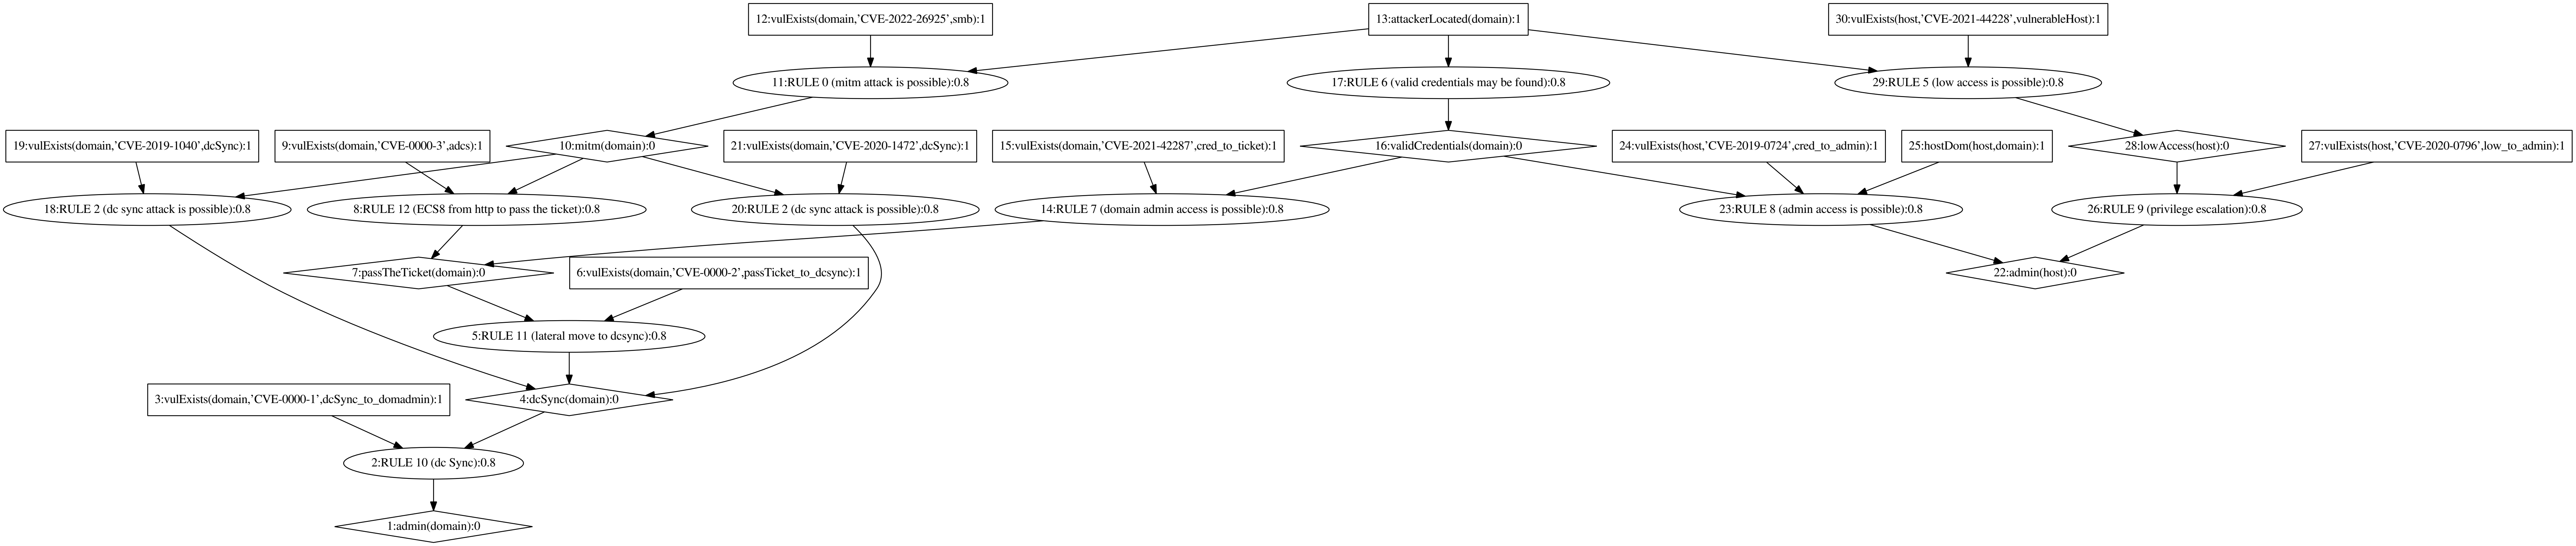 12:vulExists(domain,’CVE-2022-26925’,smb):1
13:attackerLocated(domain):1
30:vulExists(host,’CVE-2021-44228’,vulnerableHost):1
11:RULE 0 (mitm attack is possible):0.8
17:RULE 6 (valid credentials may be found):0.8
29:RULE 5 (low access is possible):0.8
19:vulExists(domain,’CVE-2019-1040’,dcSync):1
9:vulExists(domain,’CVE-0000-3’,adcs):1
10:mitm(domain):0
21:vulExists(domain,’CVE-2020-1472’,dcSync):1
15:vulExists(domain,’CVE-2021-42287’,cred_to_ticket):1
16:validCredentials(domain):0
24:vulExists(host,’CVE-2019-0724’,cred_to_admin):1
25:hostDom(host,domain):1
28:lowAccess(host):0
27:vulExists(host,’CVE-2020-0796’,low_to_admin):1
18:RULE 2 (dc sync attack is possible):0.8
8:RULE 12 (ECS8 from http to pass the ticket):0.8
20:RULE 2 (dc sync attack is possible):0.8
14:RULE 7 (domain admin access is possible):0.8
23:RULE 8 (admin access is possible):0.8
26:RULE 9 (privilege escalation):0.8
7:passTheTicket(domain):0
6:vulExists(domain,’CVE-0000-2’,passTicket_to_dcsync):1
22:admin(host):0
5:RULE 11 (lateral move to dcsync):0.8
3:vulExists(domain,’CVE-0000-1’,dcSync_to_domadmin):1
4:dcSync(domain):0
2:RULE 10 (dc Sync):0.8
1:admin(domain):0